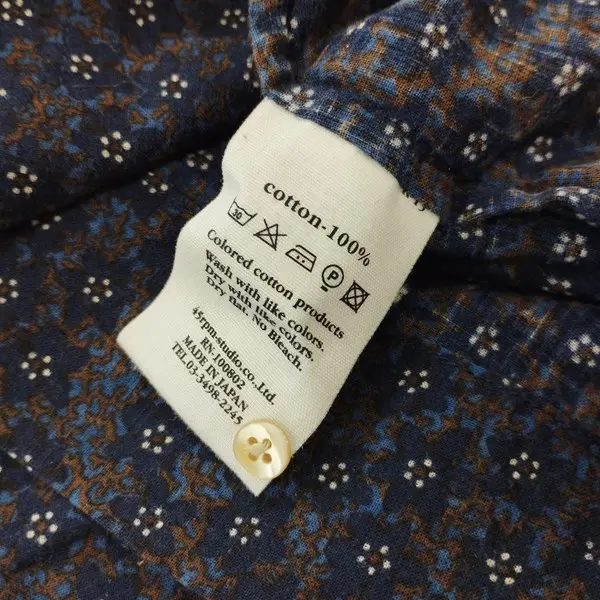 cotton-100%
30 P
Colored cotton products
Wash with like colors.
Dry with like colors.
Dry flat. No Bleach.
45rpm-studio.co.,Ltd.
RN-100802
MADE IN JAPAN
TEL.03-3498-2245